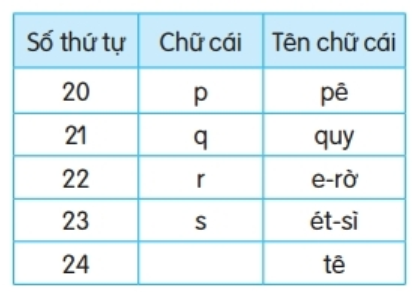 Số thứ tự Chữ cái Tên chữ cái
20 p pê
21 q quy
22 r e-rờ
23 s ét-sì
24 tê